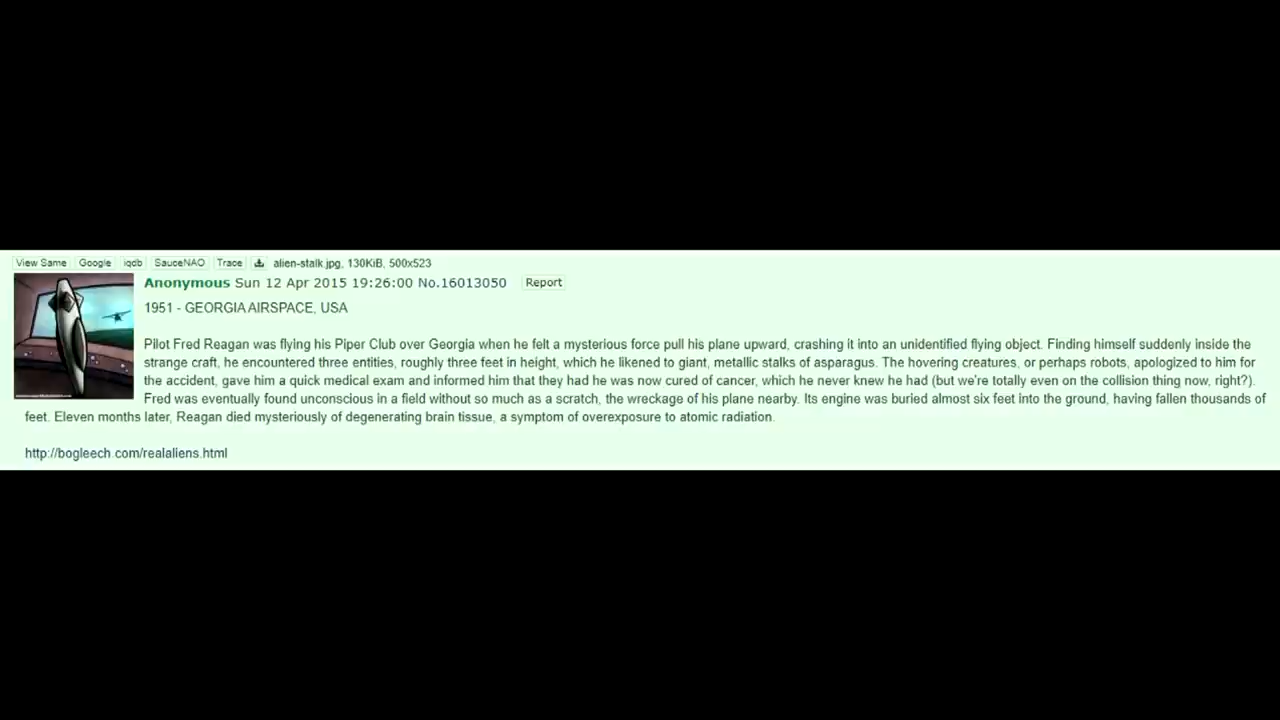 View Same Google iqdb SauceNAO Trace alien-stalk.jpg, 130KiB, 500x523
Anonymous Sun 12 Apr 2015 19:26:00 No.16013050 Report
1951 - GEORGIA AIRSPACE, USA
Pilot Fred Reagan was flying his Piper Club over Georgia when he felt a mysterious force pull his plane upward, crashing it into an unidentified flying object. Finding himself suddenly inside the
strange craft, he encountered three entities, roughly three feet in height, which he likened to giant, metallic stalks of asparagus. The hovering creatures, or perhaps robots, apologized to him for
the accident, gave him a quick medical exam and informed him that they had he was now cured of cancer, which he never knew he had (but we're totally even on the collision thing now, right?).
Fred was eventually found unconscious in a field without so much as a scratch, the wreckage of his plane nearby. Its engine was buried almost six feet into the ground, having fallen thousands of
feet. Eleven months later, Reagan died mysteriously of degenerating brain tissue, a symptom of overexposure to atomic radiation.
http://bogleech.com/realaliens.html